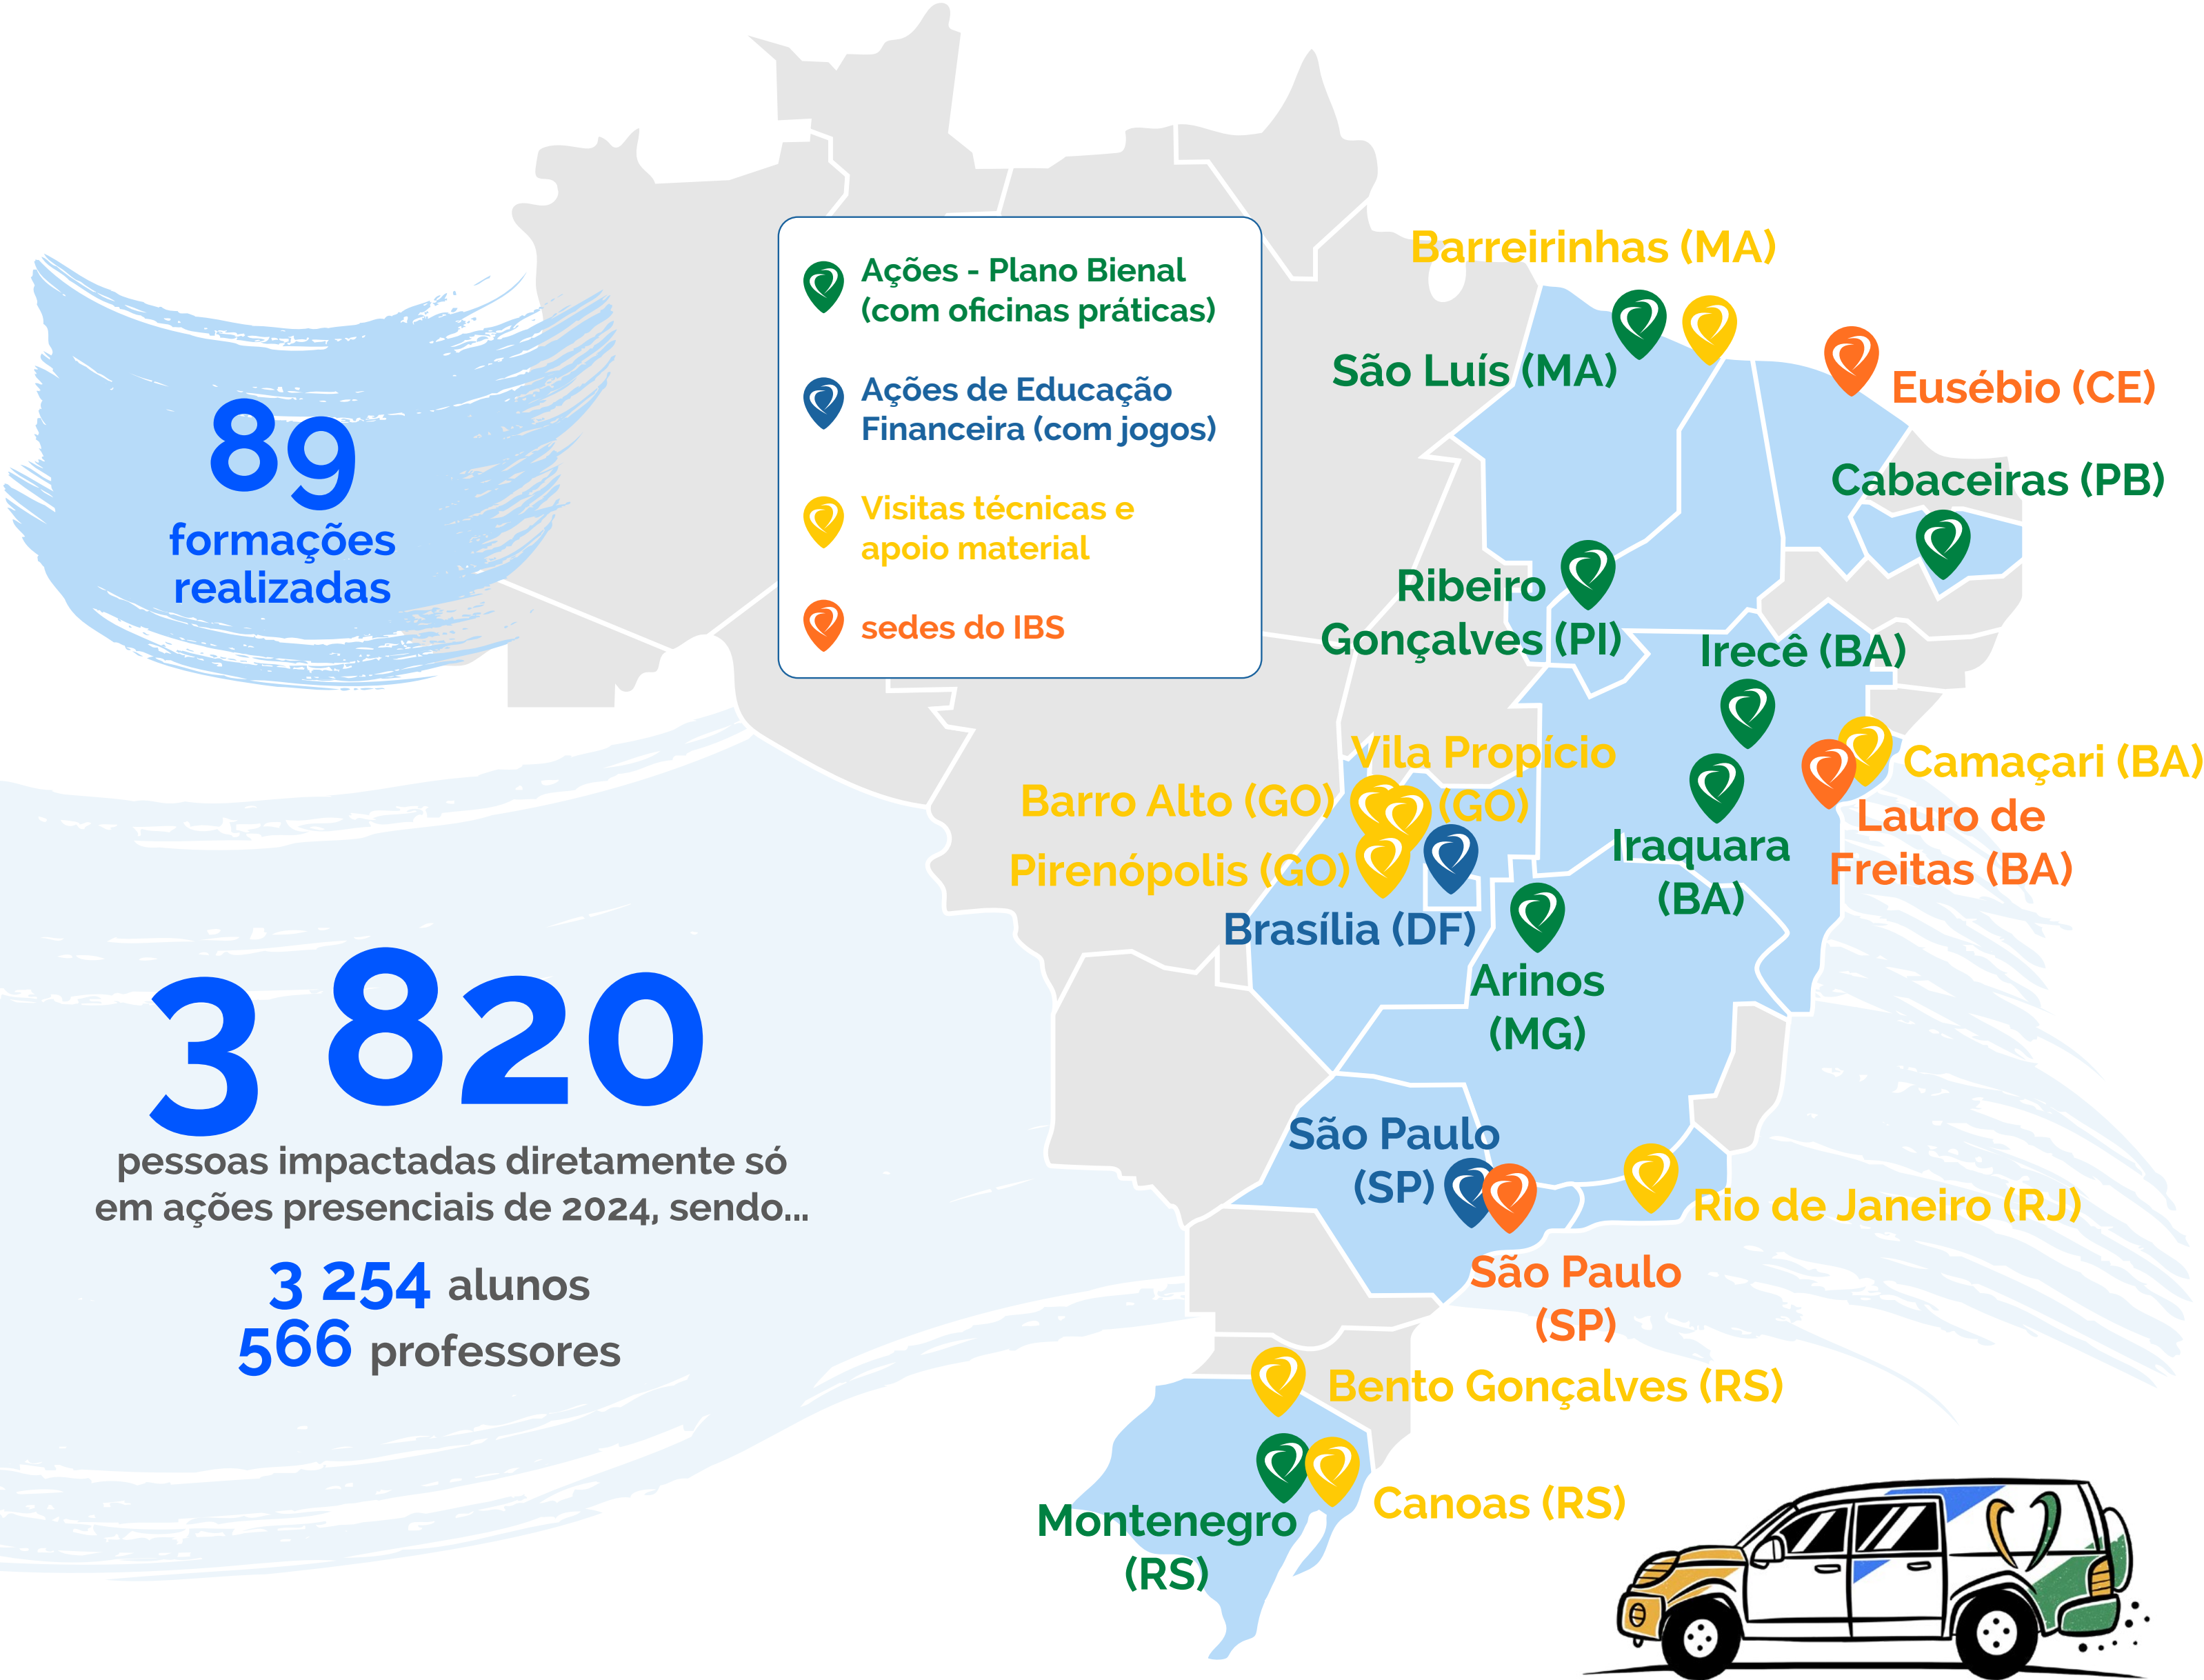 89
formações
realizadas
3 820
pessoas impactadas diretamente só
em ações presenciais de 2024, sendo...
3 254 alunos
566 professores
Ações - Plano Bienal
(com oficinas práticas)
Ações de Educação
Financeira (com jogos)
Visitas técnicas e
apoio material
sedes do IBS
Barreirinhas (MA)
São Luís (MA)
Eusébio (CE)
Cabaceiras (PB)
Ribeiro
Gonçalves (PI)
Irecê (BA)
Camaçari (BA)
Lauro de
Freitas (BA)
Iraquara
(BA)
Vila Propício
(GO)
Barro Alto (GO)
Pirenópolis (GO)
Brasília (DF)
Arinos
(MG)
São Paulo
(SP)
Rio de Janeiro (RJ)
São Paulo
(SP)
Bento Gonçalves (RS)
Canoas (RS)
Montenegro
(RS)